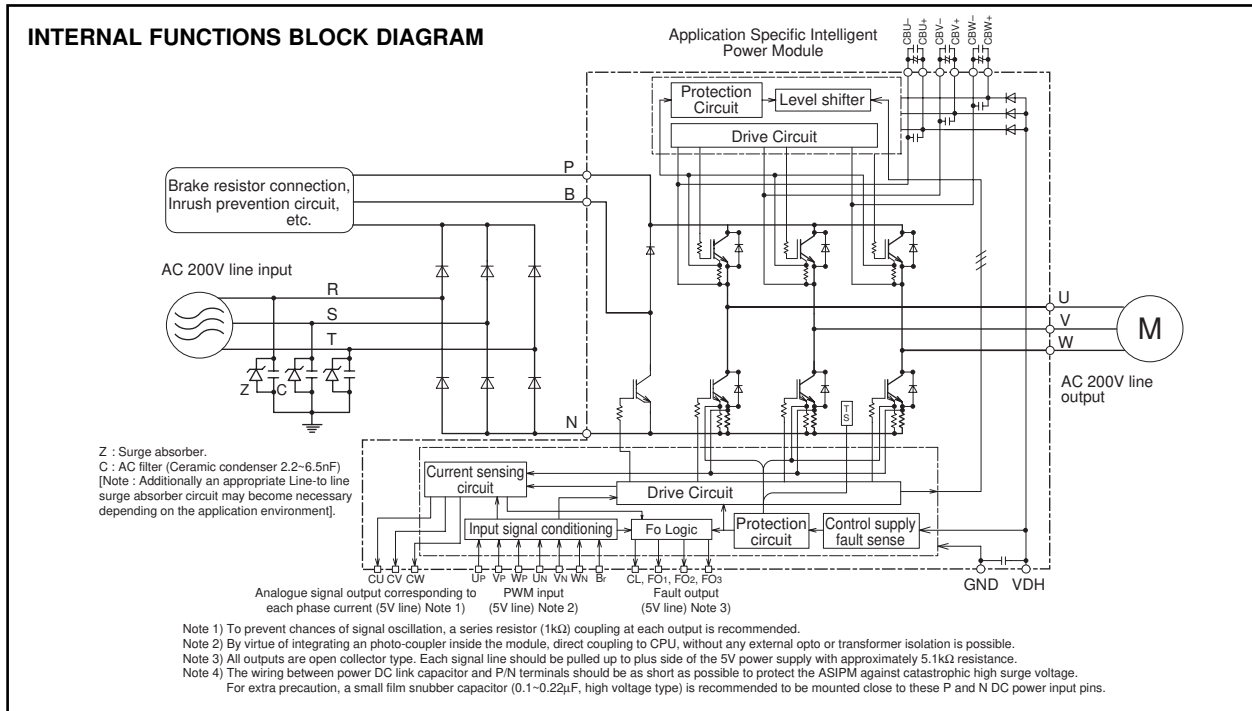 INTERNAL FUNCTIONS BLOCK DIAGRAM
Application Specific Intelligent
Power Module
CBU–
CBU+
CBV–
CBV+
CBW–
CBW+
Protection
Circuit
Level shifter
Drive Circuit
P
B
Brake resistor connection,
Inrush prevention circuit,
etc.
AC 200V line input
R
S
T
Z
C
N
U
V
W
M
AC 200V line
output
T
S
Z : Surge absorber.
C : AC filter (Ceramic condenser 2.2~6.5nF)
[Note : Additionally an appropriate Line-to line
surge absorber circuit may become necessary
depending on the application environment].
Current sensing
circuit
Drive Circuit
Input signal conditioning
Fo Logic
Protection
circuit
Control supply
fault sense
CU CV CW
UP VP WP UN VN WN Br
CL, FO1, FO2, FO3
GND VDH
Analogue signal output corresponding to
each phase current (5V line) Note 1)
PWM input
(5V line) Note 2)
Fault output
(5V line) Note 3)
Note 1) To prevent chances of signal oscillation, a series resistor (1kΩ) coupling at each output is recommended.
Note 2) By virtue of integrating an photo-coupler inside the module, direct coupling to CPU, without any external opto or transformer isolation is possible.
Note 3) All outputs are open collector type. Each signal line should be pulled up to plus side of the 5V power supply with approximately 5.1kΩ resistance.
Note 4) The wiring between power DC link capacitor and P/N terminals should be as short as possible to protect the ASIPM against catastrophic high surge voltage.
For extra precaution, a small film snubber capacitor (0.1~0.22μF, high voltage type) is recommended to be mounted close to these P and N DC power input pins.